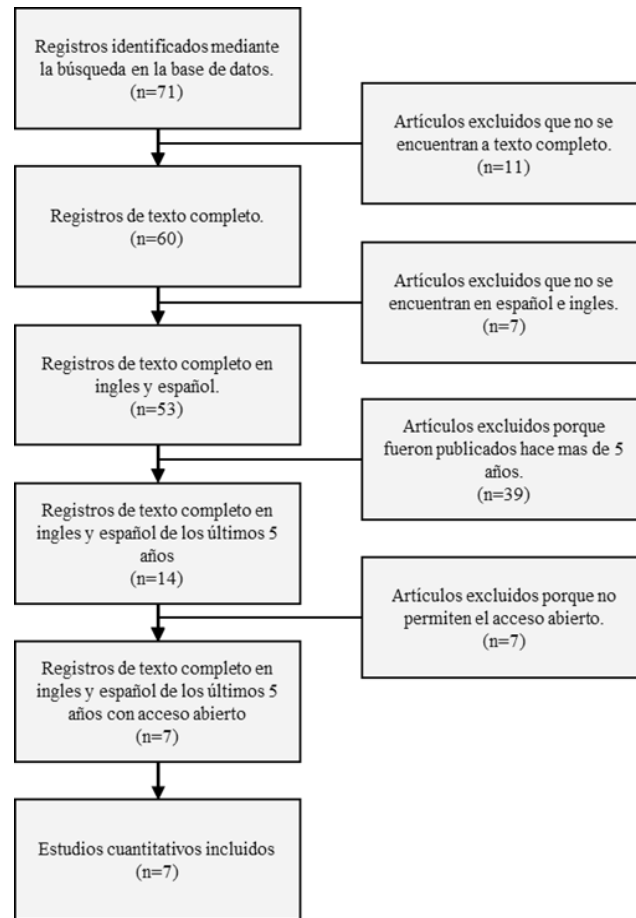 Registros identificados mediante
la búsqueda en la base de datos.
(n=71)
Artículos excluidos que no se
encuentran a texto completo.
(n=11)
Registros de texto completo.
(n=60)
Artículos excluidos que no se
encuentran en español e ingles.
(n=7)
Registros de texto completo en
ingles y español.
(n=53)
Artículos excluidos porque
fueron publicados hace mas de 5
años.
(n=39)
Registros de texto completo en
ingles y español de los últimos 5
años
(n=14)
Artículos excluidos porque no
permiten el acceso abierto.
(n=7)
Registros de texto completo en
ingles y español de los últimos 5
años con acceso abierto
(n=7)
Estudios cuantitativos incluidos
(n=7)